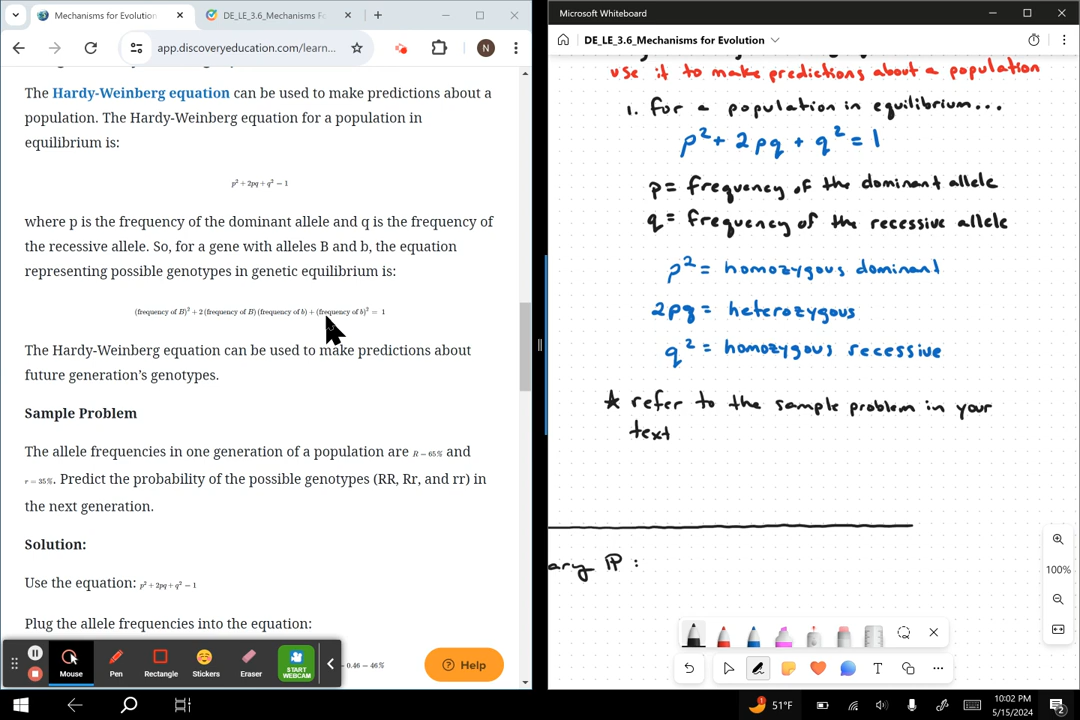 Mechanisms for Evolution
DE_LE_3.6_Mechanisms Fo
app.discoveryeducation.com/learn...
N
The Hardy-Weinberg equation can be used to make predictions about a
population. The Hardy-Weinberg equation for a population in
equilibrium is:
p² + 2pq + q² − 1
where p is the frequency of the dominant allele and q is the frequency of
the recessive allele. So, for a gene with alleles B and b, the equation
representing possible genotypes in genetic equilibrium is:
(frequency of B)² + 2 (frequency of B) (frequency of b) + (frequency of b)² = 1
The Hardy-Weinberg equation can be used to make predictions about
future generation's genotypes.
Sample Problem
The allele frequencies in one generation of a population are R − 65% and
r = 35%. Predict the probability of the possible genotypes (RR, Rr, and rr) in
the next generation.
Solution:
Use the equation: p² + 2pq + q² − 1
Plug the allele frequencies into the equation:
− 0.46 − 46%
Mouse
Pen
Rectangle
Stickers
Eraser
START
WEBCAM
Help
Microsoft Whiteboard
DE_LE_3.6_Mechanisms for Evolution
use it to make predictions about a population
1. for a population in equilibrium...
p² + 2pq + q² = 1
p = frequency of the dominant allele
q = frequency of the recessive allele
p² = homozygous dominant
2pq = heterozygous
q² = homozygous recessive
★ refer to the sample problem in your
text
ary P :
100%
51°F
10:02 PM
5/15/2024
2